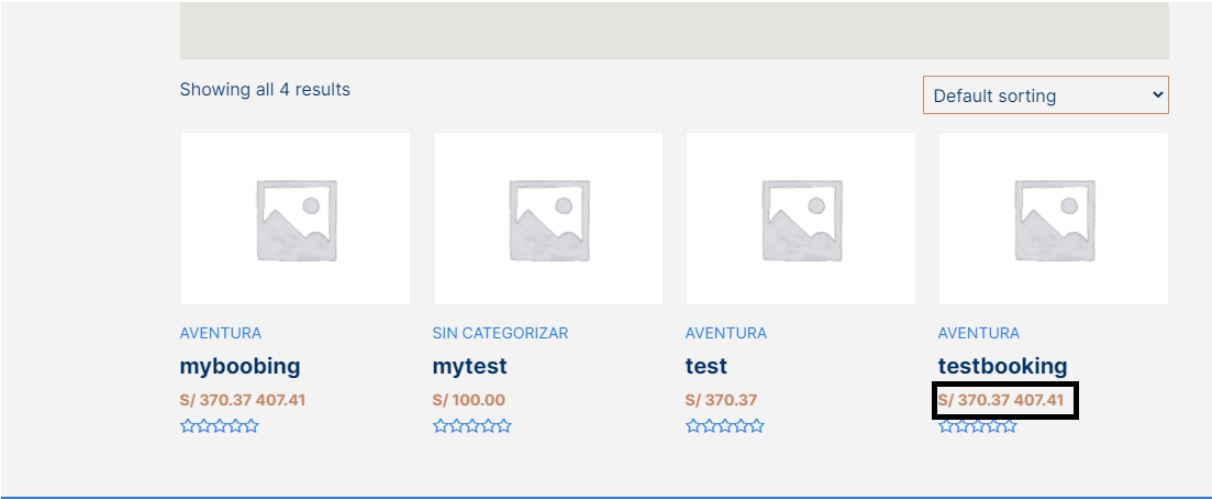 Showing all 4 results
Default sorting
AVENTURA
myboobing
S/ 370.37 407.41
SIN CATEGORIZAR
mytest
S/ 100.00
AVENTURA
test
S/ 370.37
AVENTURA
testbooking
S/ 370.37 407.41